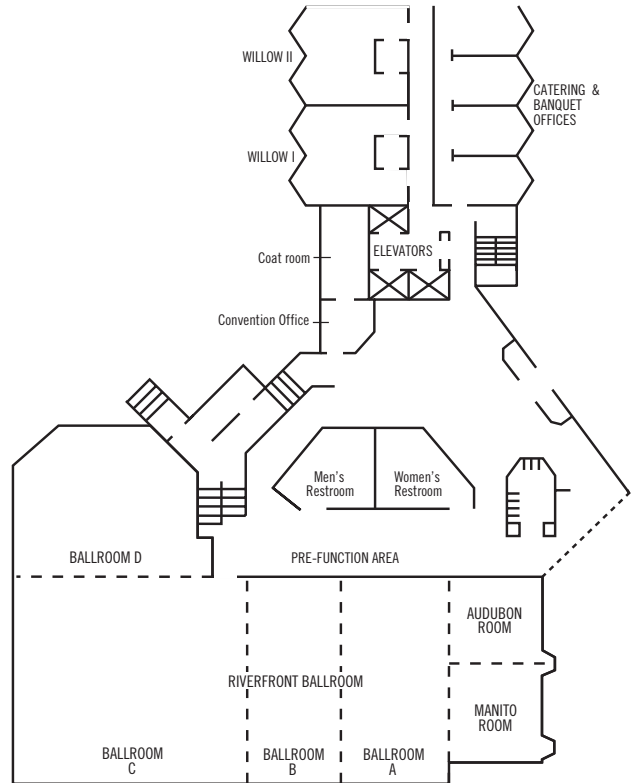 WILLOW II
CATERING &
BANQUET
OFFICES
WILLOW I
ELEVATORS
Coat room
Convention Office
Men's
Restroom
Women's
Restroom
BALLROOM D
PRE-FUNCTION AREA
AUDUBON
ROOM
RIVERFRONT BALLROOM
MANITO
ROOM
BALLROOM
C
BALLROOM
B
BALLROOM
A